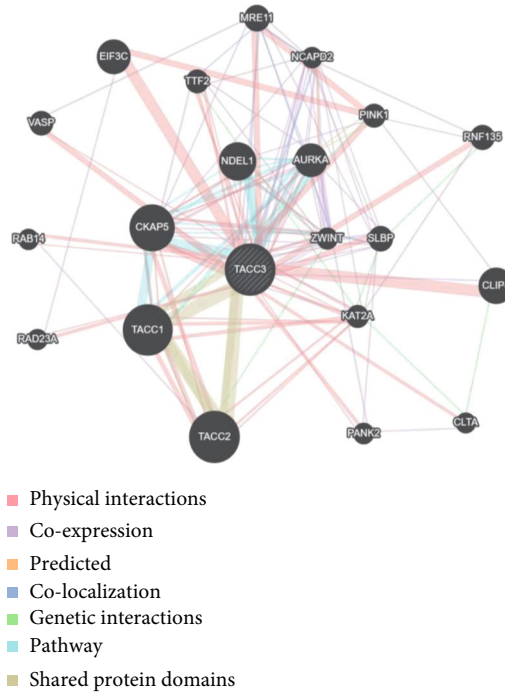 MRE11
EIF3C
NCAPD2
TTF2
PINK1
VASP
RNF135
NDEL1
AURKA
CKAP5
ZWINT
SLBP
RAB14
TACC3
CLIP
KAT2A
TACC1
RAD23A
TACC2
PANK2
CLTA
Physical interactions
Co-expression
Predicted
Co-localization
Genetic interactions
Pathway
Shared protein domains